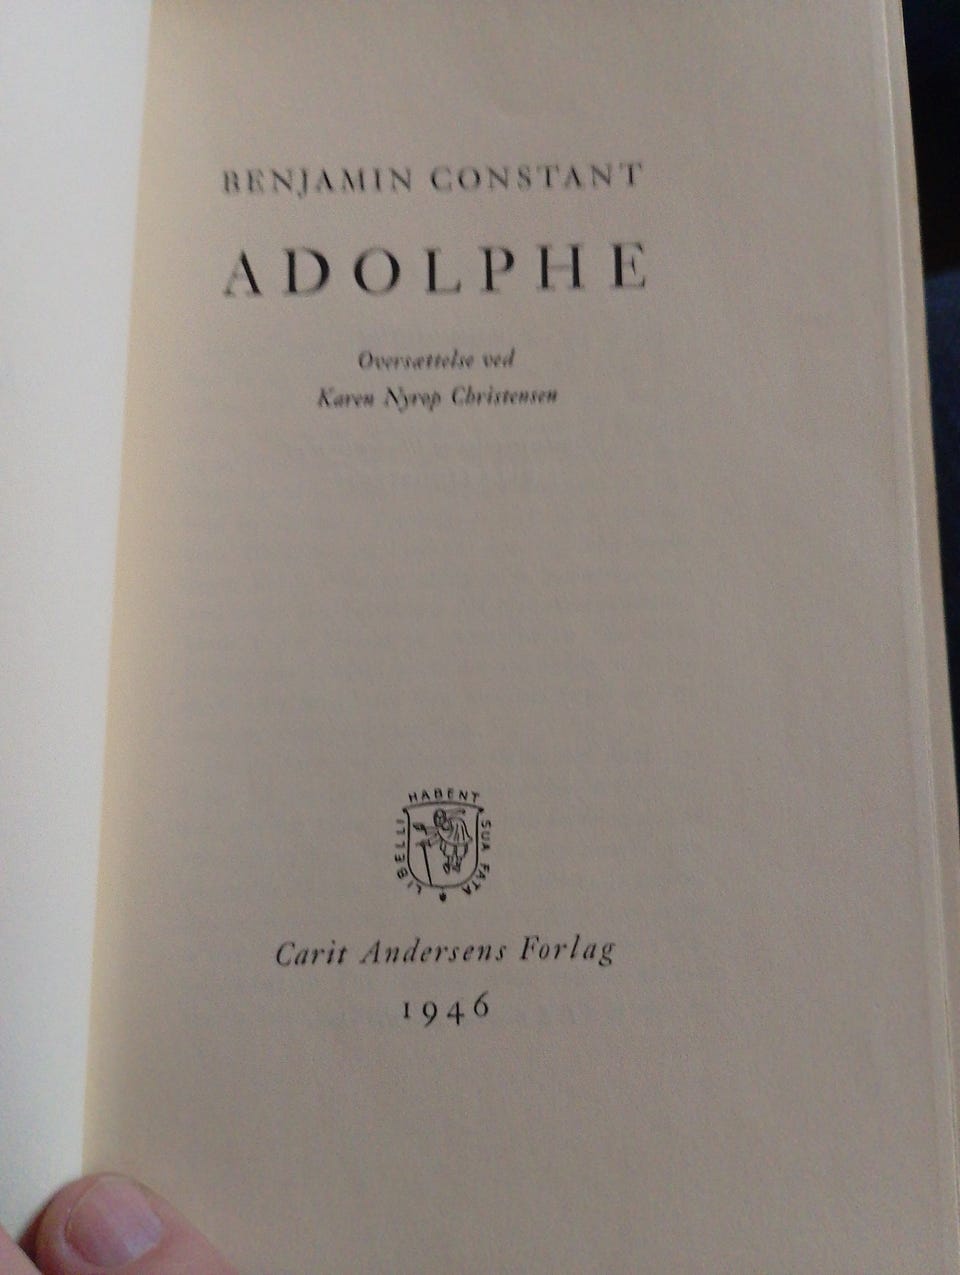 BENJAMIN CONSTANT
ADOLPHE
Oversættelse ved
Karen Nyrop Christensen
LIBELLI HABENT SUA FATA
Carit Andersens Forlag
1946